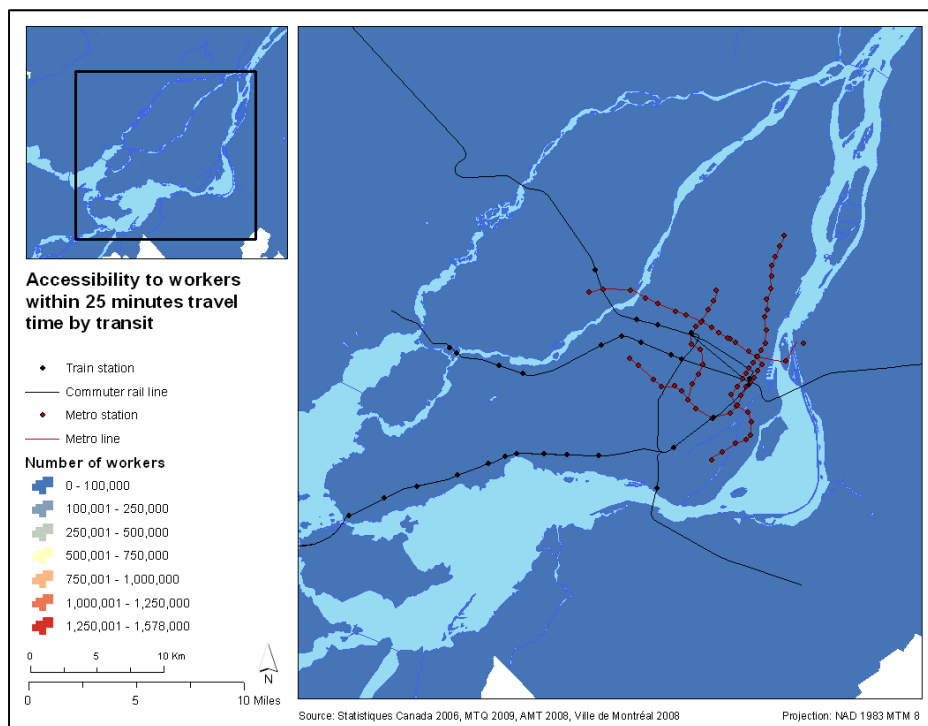 Accessibility to workers
within 25 minutes travel
time by transit
Train station
Commuter rail line
Metro station
Metro line
Number of workers
0 - 100,000
100,001 - 250,000
250,001 - 500,000
500,001 - 750,000
750,001 - 1,000,000
1,000,001 - 1,250,000
1,250,001 - 1,578,000
0 5 10 Km
0 5 10 Miles
N
Source: Statistiques Canada 2006, MTQ 2009, AMT 2008, Ville de Montréal 2008 Projection: NAD 1983 MTM 8